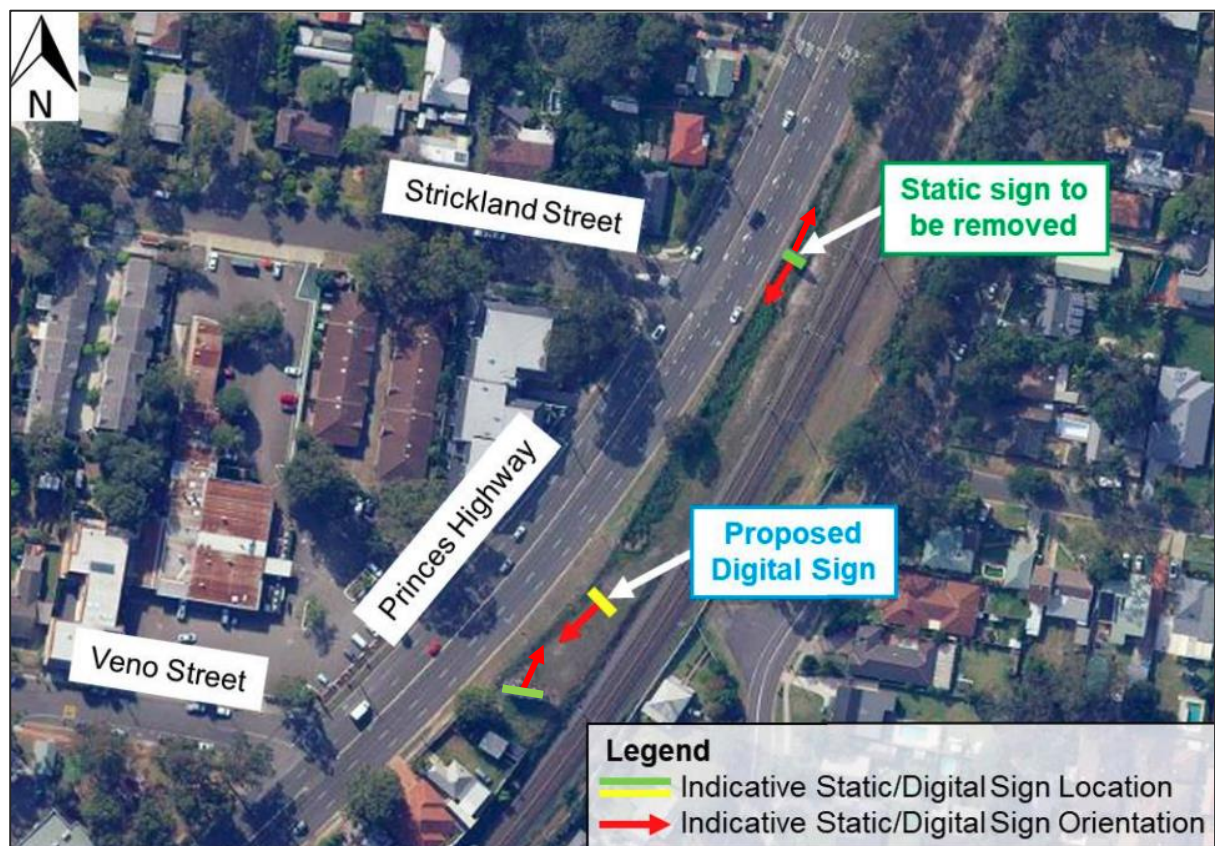 N
Strickland Street
Static sign to
be removed
Princes Highway
Proposed
Digital Sign
Veno Street
Legend
Indicative Static/Digital Sign Location
Indicative Static/Digital Sign Orientation